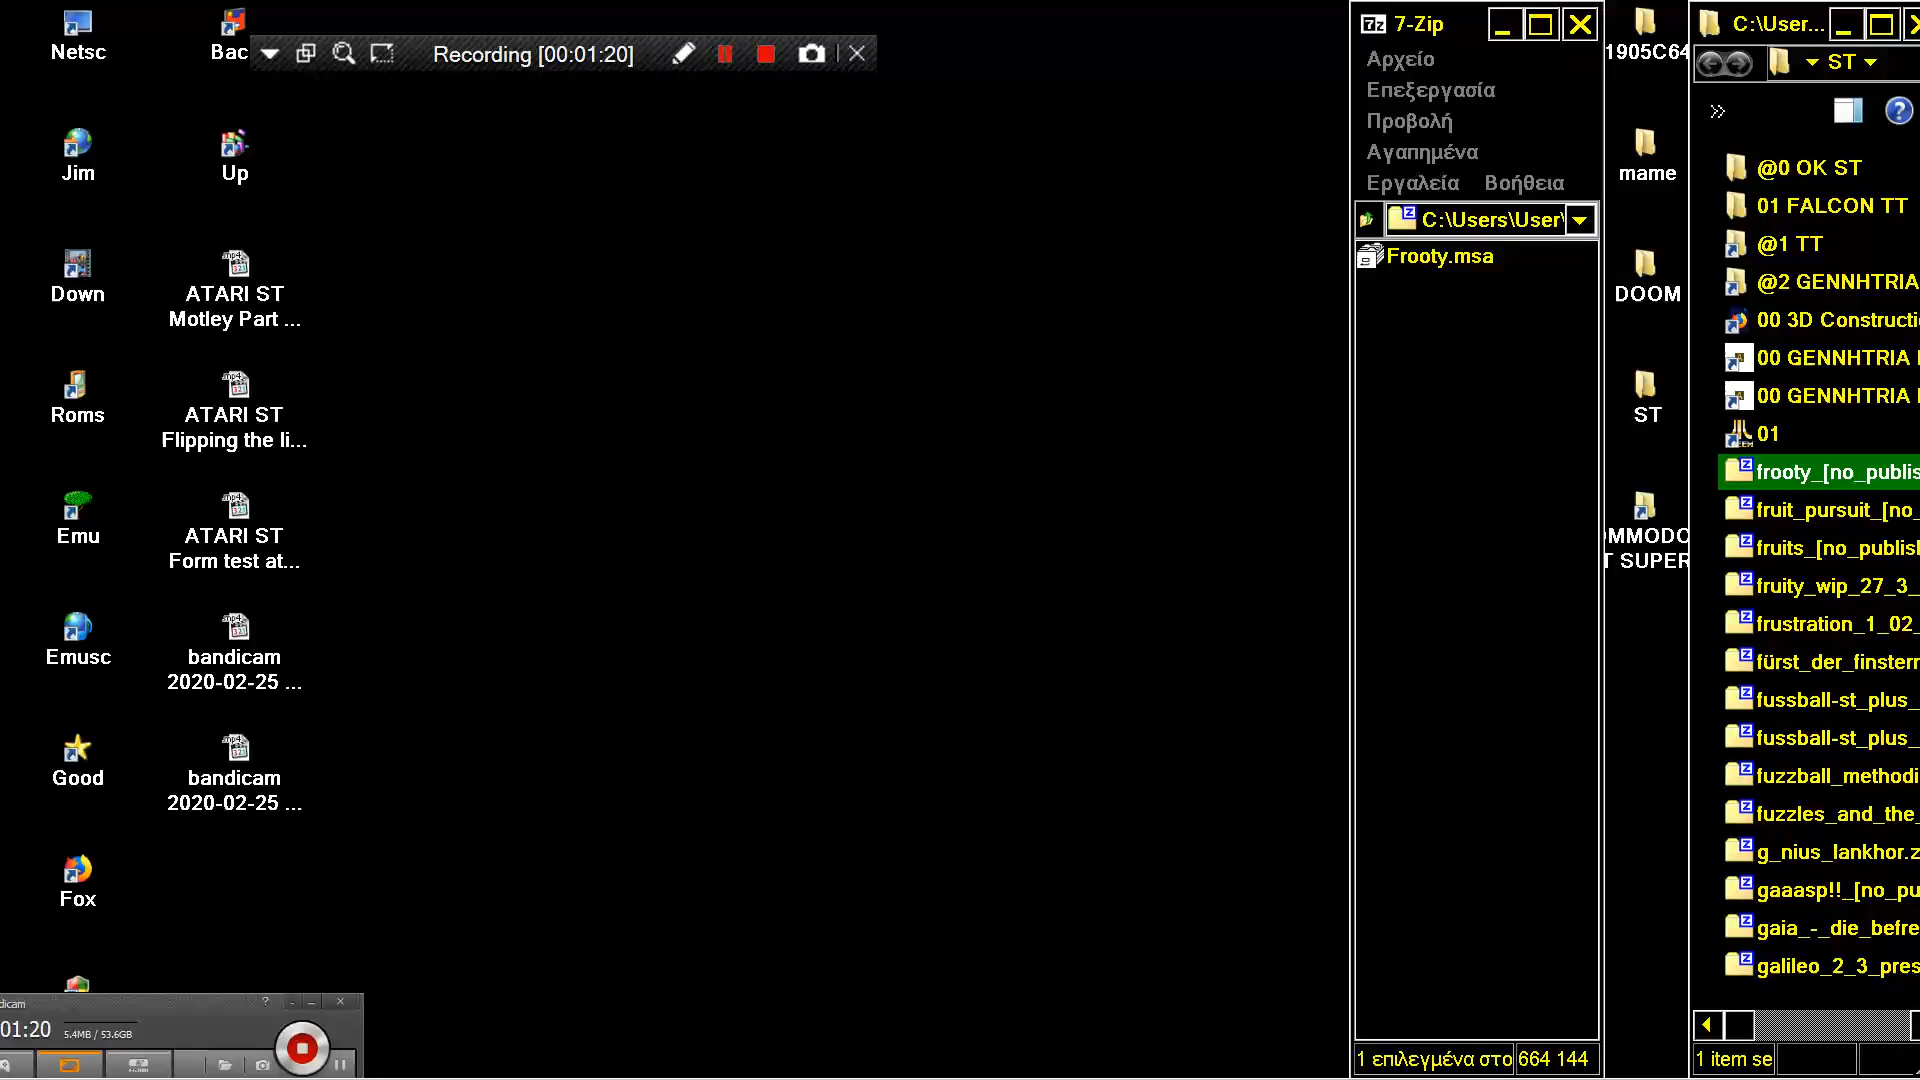 Netsc
Bac
Recording [00:01:20]
Jim
Up
Down
ATARI ST
Motley Part ...
Roms
ATARI ST
Flipping the li...
Emu
ATARI ST
Form test at...
Emusc
bandicam
2020-02-25 ...
Good
bandicam
2020-02-25 ...
Fox
dicam
01:20
5.4MB / 53.6GB
7-Zip
Αρχείο
Επεξεργασία
Προβολή
Αγαπημένα
Εργαλεία Βοήθεια
C:\Users\User\
Frooty.msa
1 επιλεγμένα στο
664 144
1905C64
mame
DOOM
ST
MMODO
T SUPER
C:\User...
ST
@0 OK ST
01 FALCON TT
@1 TT
@2 GENNHTRIA
00 3D Constructi
00 GENNHTRIA
00 GENNHTRIA
01
frooty_[no_publis
fruit_pursuit_[no_
fruits_[no_publis
fruity_wip_27_3_
frustration_1_02_
fürst_der_finstern
fussball-st_plus_
fussball-st_plus_
fuzzball_methodi
fuzzles_and_the_
g_nius_lankhor.z
gaaasp!!_[no_pu
gaia_-_die_befre
galileo_2_3_pres
1 item se